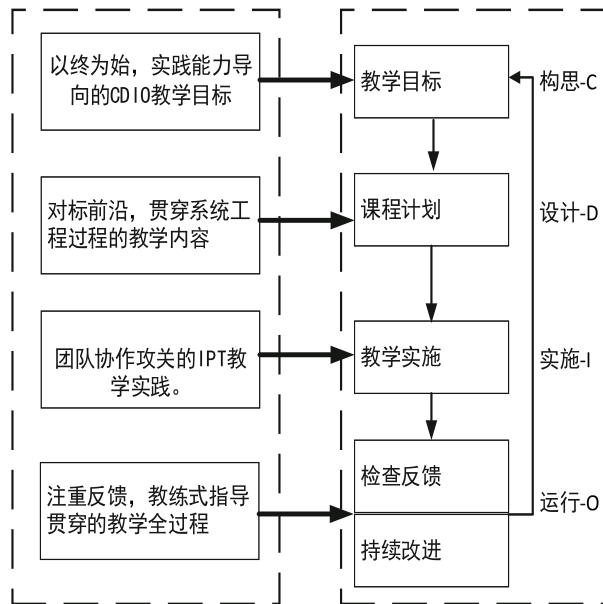 以终为始，实践能力导
向的CDIO教学目标
教学目标
构思-C
对标前沿，贯穿系统工
程过程的教学内容
课程计划
设计-D
团队协作攻关的IPT教
学实践。
教学实施
实施-I
注重反馈，教练式指导
贯穿的教学全过程
检查反馈
持续改进
运行-O